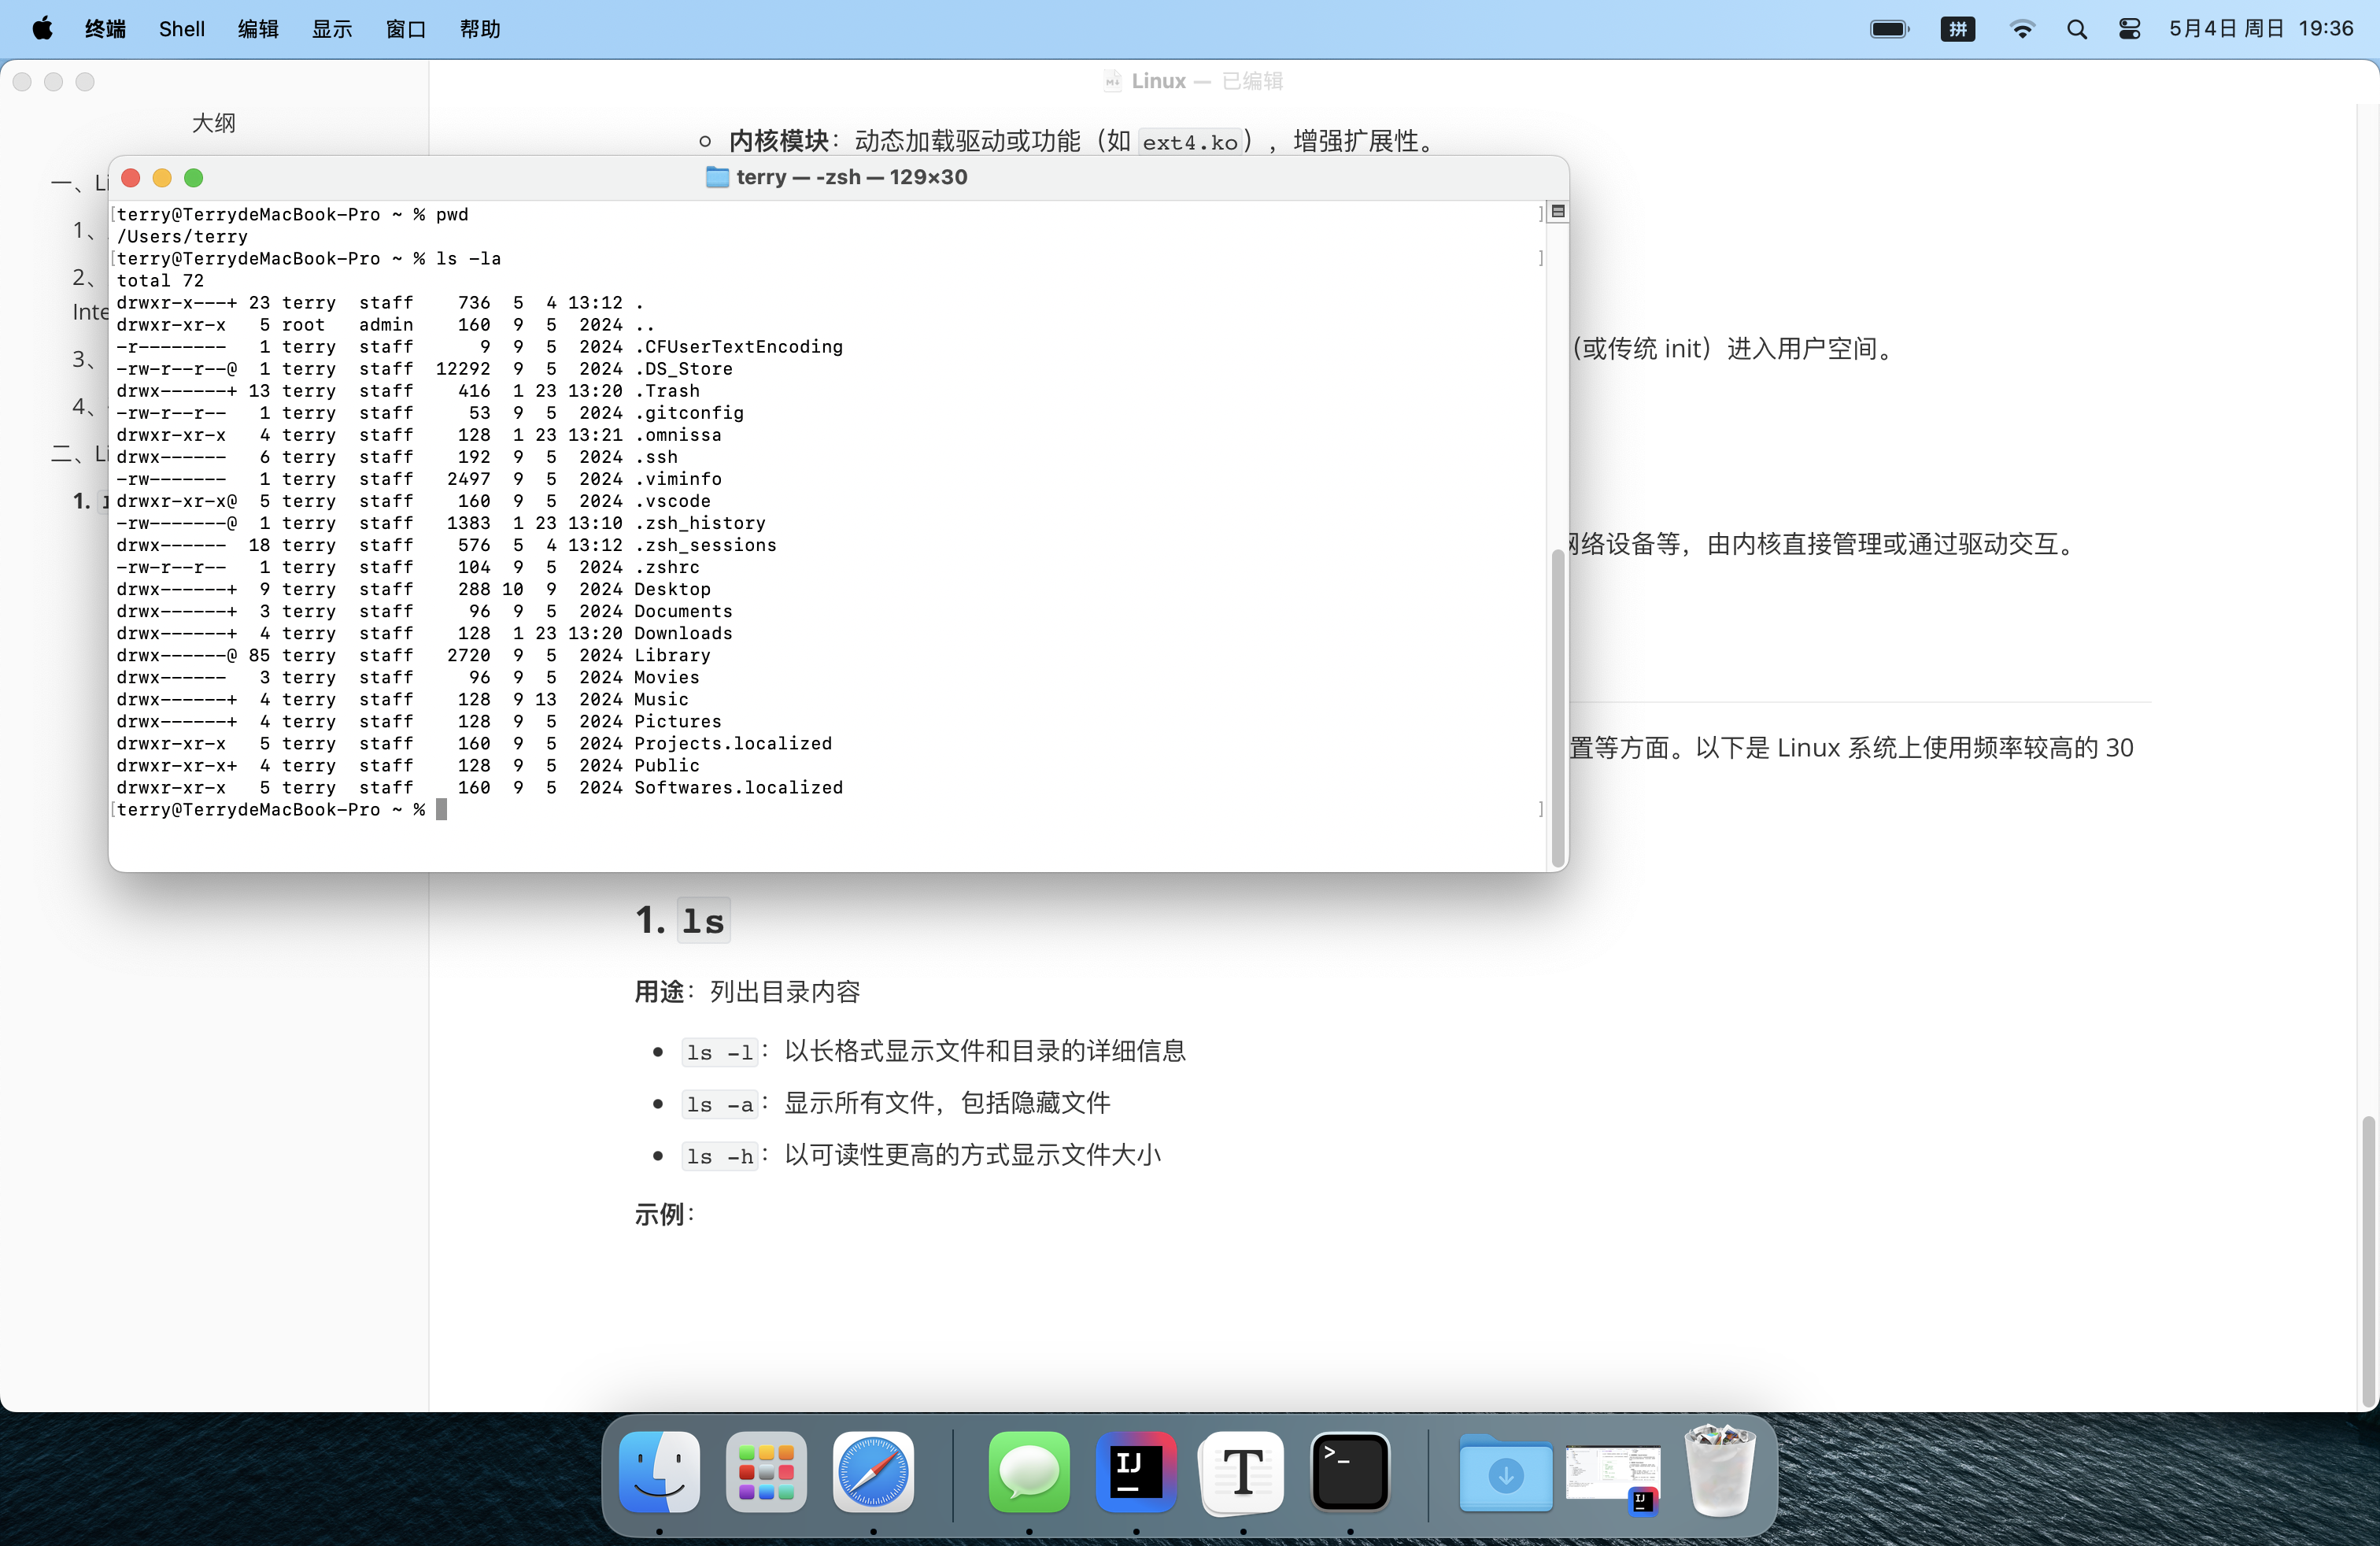 终端 Shell 编辑 显示 窗口 帮助 拼 5月4日 周日 19:36
Linux — 已编辑
大纲
内核模块：动态加载驱动或功能（如 ext4.ko），增强扩展性。
一、Li
1、
2、
Inte
3、
4、
二、Li
1.
terry — -zsh — 129×30
[terry@TerrydeMacBook-Pro ~ % pwd ]
/Users/terry
[terry@TerrydeMacBook-Pro ~ % ls -la ]
total 72
drwxr-x---+ 23 terry  staff    736  5  4 13:12 .
drwxr-xr-x   5 root   admin    160  9  5  2024 ..
-r--------   1 terry  staff      9  9  5  2024 .CFUserTextEncoding
-rw-r--r--@  1 terry  staff  12292  9  5  2024 .DS_Store
drwx------+ 13 terry  staff    416  1 23 13:20 .Trash
-rw-r--r--   1 terry  staff     53  9  5  2024 .gitconfig
drwxr-xr-x   4 terry  staff    128  1 23 13:21 .omnissa
drwx------   6 terry  staff    192  9  5  2024 .ssh
-rw-------   1 terry  staff   2497  9  5  2024 .viminfo
drwxr-xr-x@  5 terry  staff    160  9  5  2024 .vscode
-rw-------@  1 terry  staff   1383  1 23 13:10 .zsh_history
drwx------  18 terry  staff    576  5  4 13:12 .zsh_sessions
-rw-r--r--   1 terry  staff    104  9  5  2024 .zshrc
drwx------+  9 terry  staff    288 10  9  2024 Desktop
drwx------+  3 terry  staff     96  9  5  2024 Documents
drwx------+  4 terry  staff    128  1 23 13:20 Downloads
drwx------@ 85 terry  staff   2720  9  5  2024 Library
drwx------   3 terry  staff     96  9  5  2024 Movies
drwx------+  4 terry  staff    128  9 13  2024 Music
drwx------+  4 terry  staff    128  9  5  2024 Pictures
drwxr-xr-x   5 terry  staff    160  9  5  2024 Projects.localized
drwxr-xr-x+  4 terry  staff    128  9  5  2024 Public
drwxr-xr-x   5 terry  staff    160  9  5  2024 Softwares.localized
[terry@TerrydeMacBook-Pro ~ % ]
（或传统 init）进入用户空间。
网络设备等，由内核直接管理或通过驱动交互。
置等方面。以下是 Linux 系统上使用频率较高的 30
1. ls
用途：列出目录内容
ls -l：以长格式显示文件和目录的详细信息
ls -a：显示所有文件，包括隐藏文件
ls -h：以可读性更高的方式显示文件大小
示例：
IJ T >_